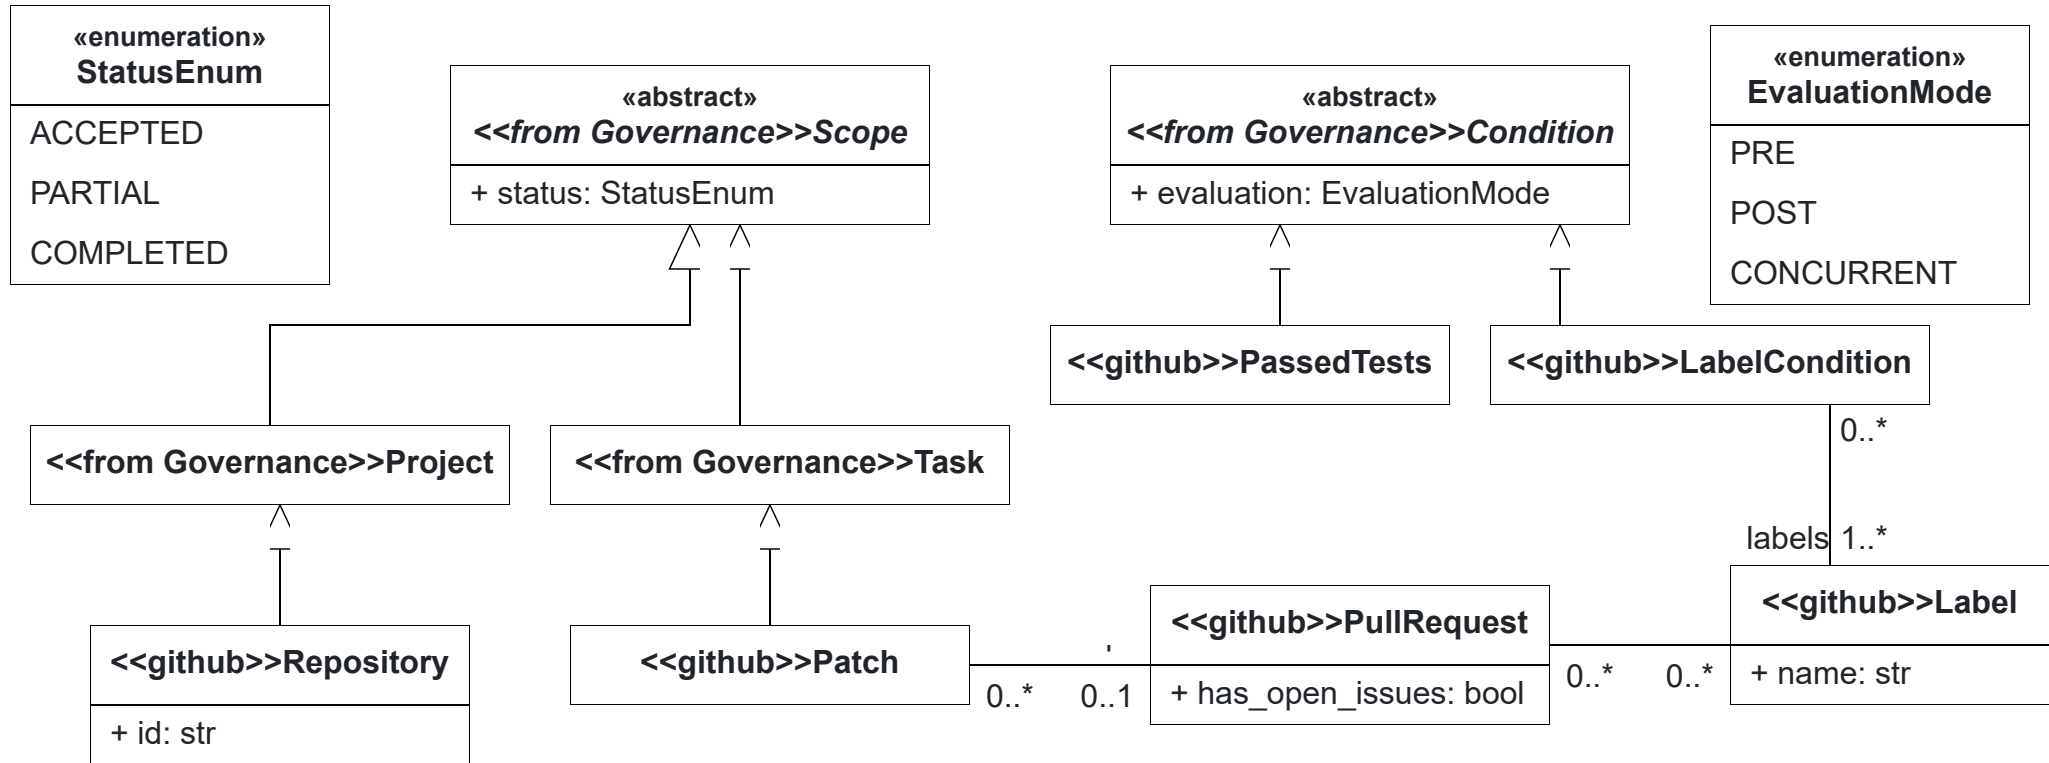 «enumeration»
StatusEnum
ACCEPTED
PARTIAL
COMPLETED
«abstract»
<<from Governance>>Scope
+ status: StatusEnum
«abstract»
<<from Governance>>Condition
+ evaluation: EvaluationMode
«enumeration»
EvaluationMode
PRE
POST
CONCURRENT
<<github>>PassedTests
<<github>>LabelCondition
0..*
labels 1..*
<<from Governance>>Project
<<from Governance>>Task
<<github>>Repository
+ id: str
<<github>>Patch
0..*
0..1
<<github>>PullRequest
+ has_open_issues: bool
0..*
0..*
<<github>>Label
+ name: str